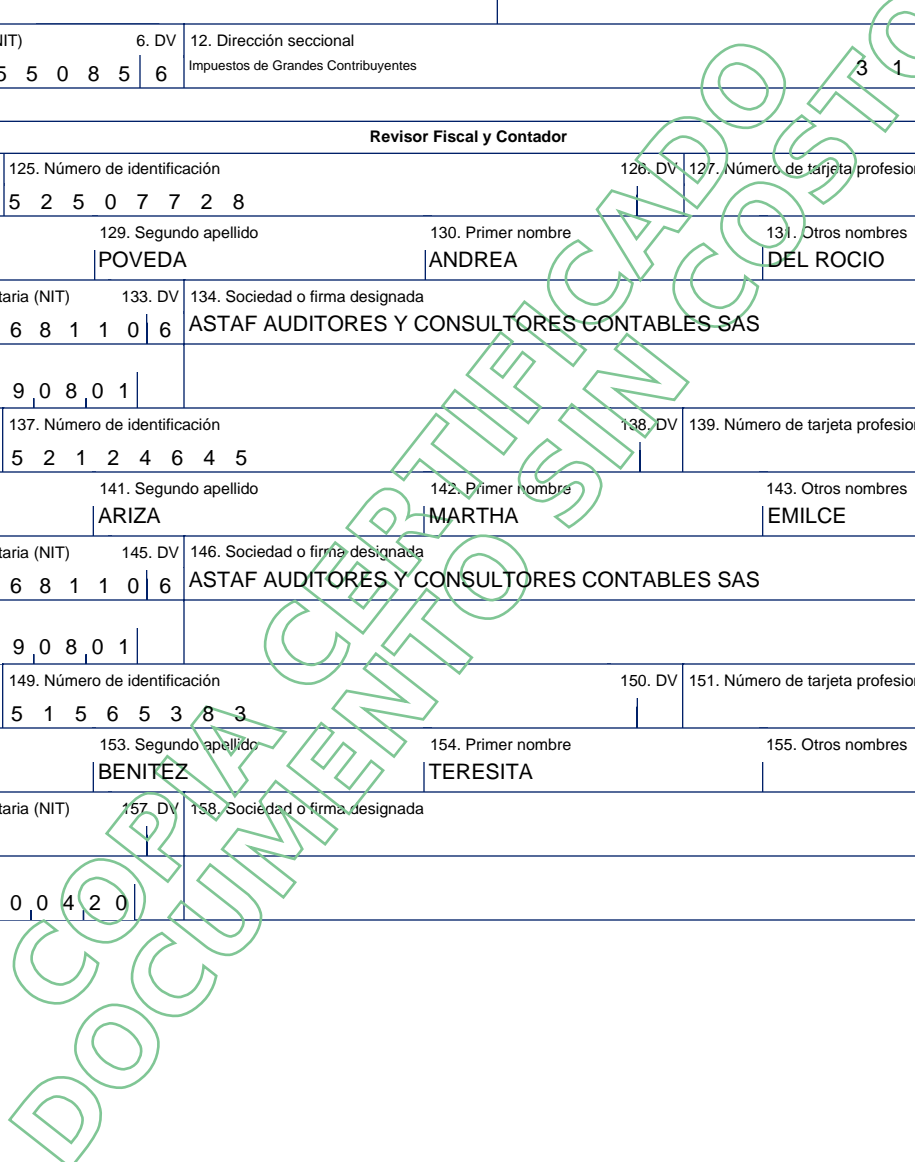 NIT) 6. DV 12. Dirección seccional
5 5 0 8 5 6 Impuestos de Grandes Contribuyentes 3 1
Revisor Fiscal y Contador
125. Número de identificación 126. DV 127. Número de tarjeta profesion
5 2 5 0 7 7 2 8
129. Segundo apellido 130. Primer nombre 131. Otros nombres
POVEDA ANDREA DEL ROCIO
taria (NIT) 133. DV 134. Sociedad o firma designada
6 8 1 1 0 6 ASTAF AUDITORES Y CONSULTORES CONTABLES SAS
9 0 8 0 1
137. Número de identificación 138. DV 139. Número de tarjeta profesion
5 2 1 2 4 6 4 5
141. Segundo apellido 142. Primer nombre 143. Otros nombres
ARIZA MARTHA EMILCE
taria (NIT) 145. DV 146. Sociedad o firma designada
6 8 1 1 0 6 ASTAF AUDITORES Y CONSULTORES CONTABLES SAS
9 0 8 0 1
149. Número de identificación 150. DV 151. Número de tarjeta profesion
5 1 5 6 5 3 8 3
153. Segundo apellido 154. Primer nombre 155. Otros nombres
BENITEZ TERESITA
taria (NIT) 157. DV 158. Sociedad o firma designada
0 0 4 2 0
COPIA CERTIFICADO
DOCUMENTO SIN COSTO